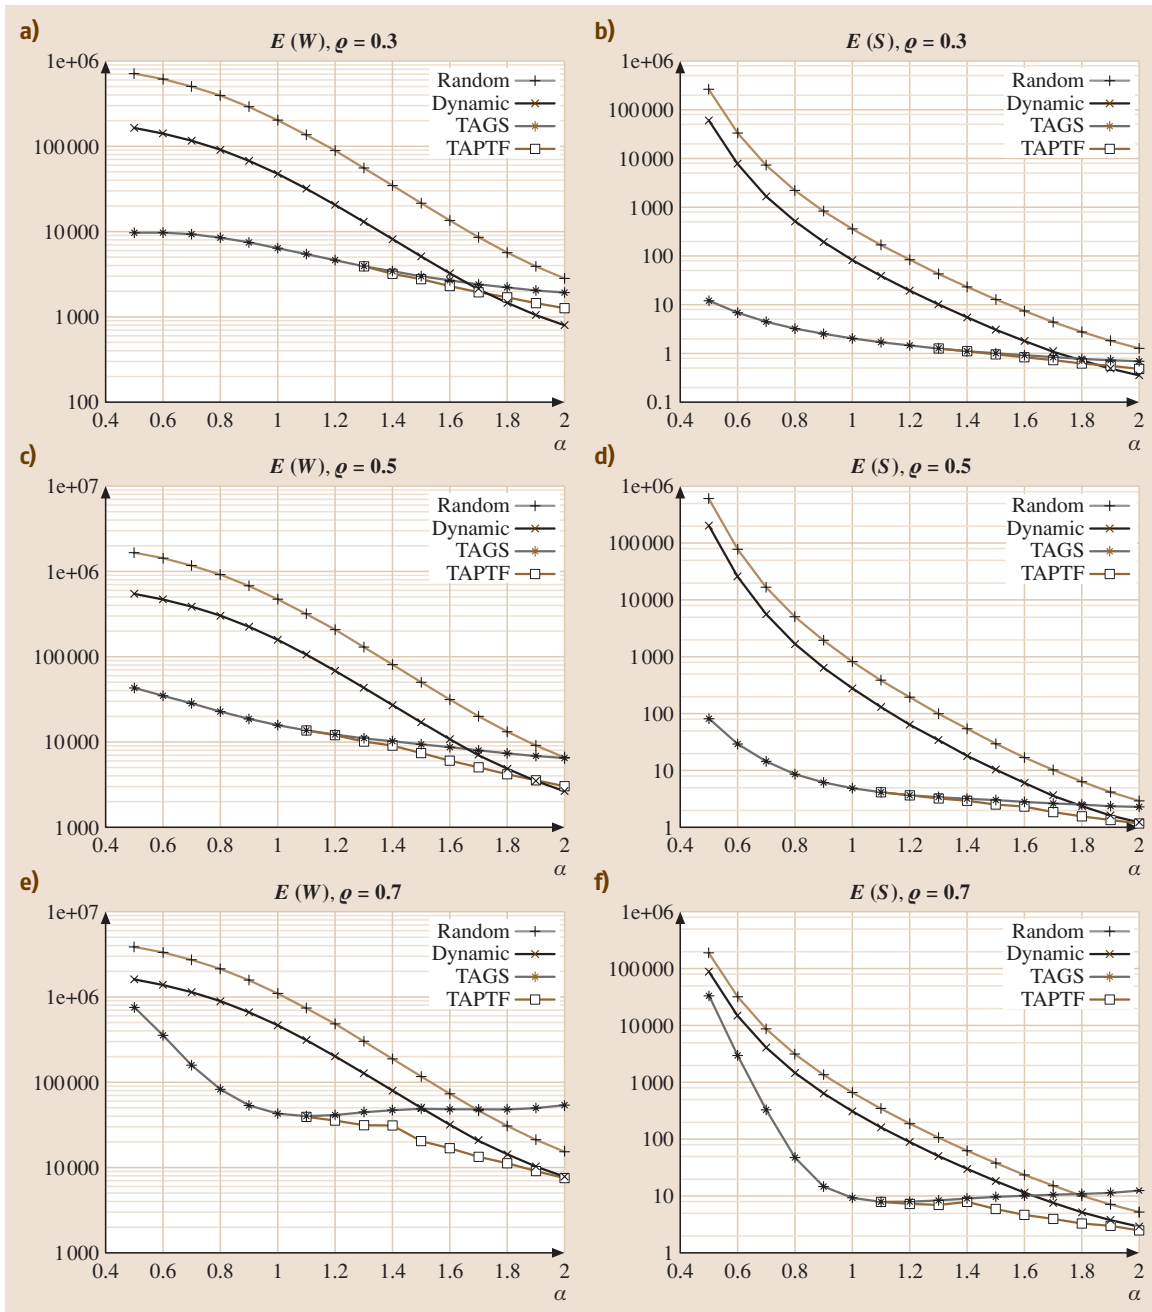 a)
E (W), ϱ = 0.3
1e+06
100000
10000
1000
100
0.4 0.6 0.8 1 1.2 1.4 1.6 1.8 2
α
Random
Dynamic
TAGS
TAPTF
b)
E (S), ϱ = 0.3
1e+06
100000
10000
1000
100
10
1
0.1
0.4 0.6 0.8 1 1.2 1.4 1.6 1.8 2
α
Random
Dynamic
TAGS
TAPTF
c)
E (W), ϱ = 0.5
1e+07
1e+06
100000
10000
1000
0.4 0.6 0.8 1 1.2 1.4 1.6 1.8 2
α
Random
Dynamic
TAGS
TAPTF
d)
E (S), ϱ = 0.5
1e+06
100000
10000
1000
100
10
1
0.4 0.6 0.8 1 1.2 1.4 1.6 1.8 2
α
Random
Dynamic
TAGS
TAPTF
e)
E (W), ϱ = 0.7
1e+07
1e+06
100000
10000
1000
0.4 0.6 0.8 1 1.2 1.4 1.6 1.8 2
α
Random
Dynamic
TAGS
TAPTF
f)
E (S), ϱ = 0.7
1e+06
100000
10000
1000
100
10
1
0.4 0.6 0.8 1 1.2 1.4 1.6 1.8 2
α
Random
Dynamic
TAGS
TAPTF